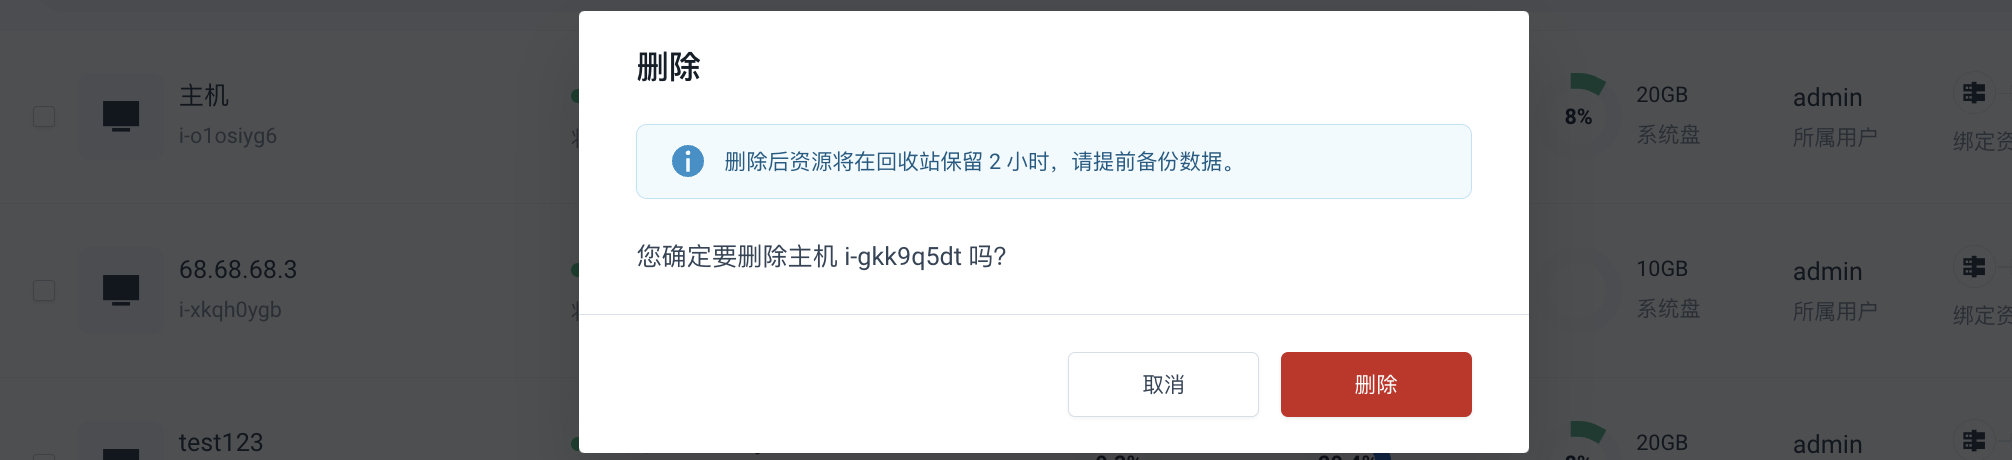 删除
删除后资源将在回收站保留 2 小时，请提前备份数据。
您确定要删除主机 i-gkk9q5dt 吗?
取消
删除
主机
i-o1osiyg6
8%
20GB
系统盘
admin
所属用户
绑定资
68.68.68.3
i-xkqh0ygb
10GB
系统盘
admin
所属用户
绑定资
test123
20GB
admin